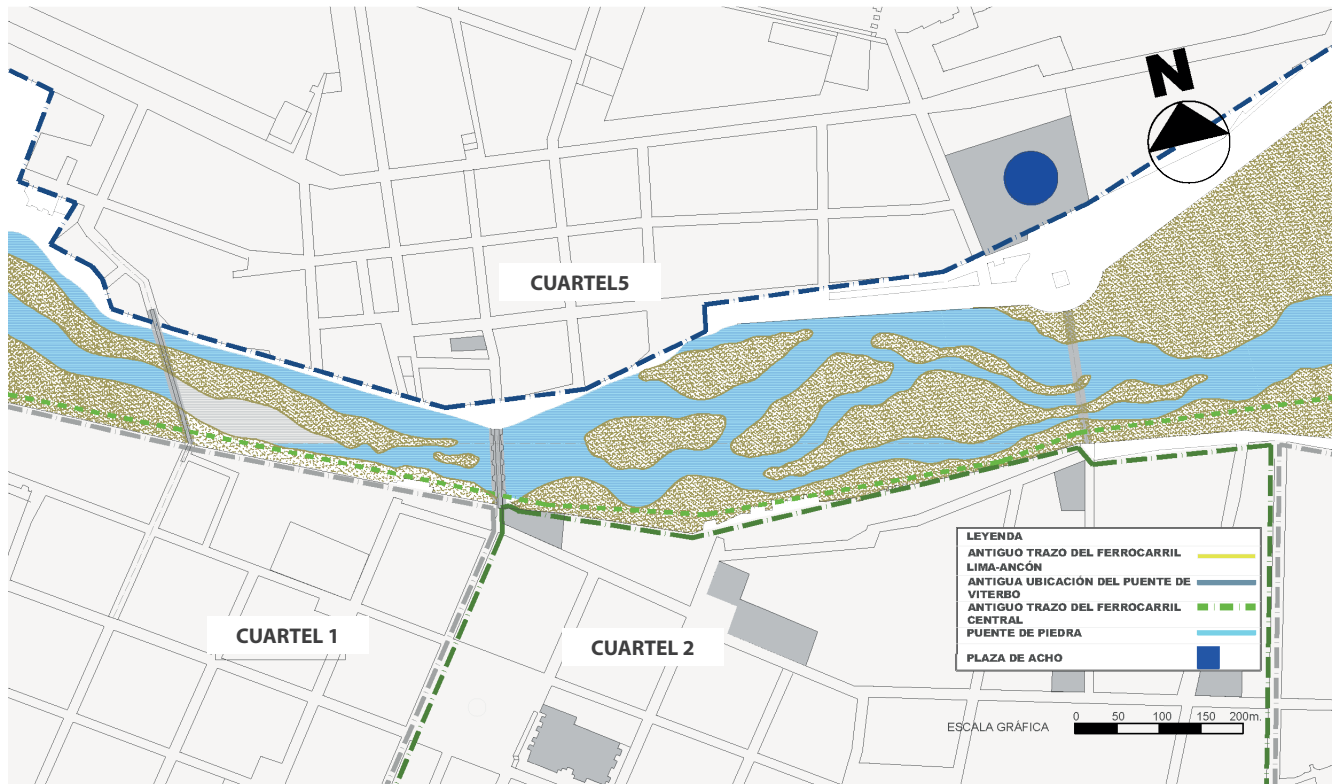 N
CUARTEL5
CUARTEL 1
CUARTEL 2
LEYENDA
ANTIGUO TRAZO DEL FERROCARRIL
LIMA-ANCÓN
ANTIGUA UBICACIÓN DEL PUENTE DE
VITERBO
ANTIGUO TRAZO DEL FERROCARRIL
CENTRAL
PUENTE DE PIEDRA
PLAZA DE ACHO
ESCALA GRÁFICA
0 50 100 150 200m.